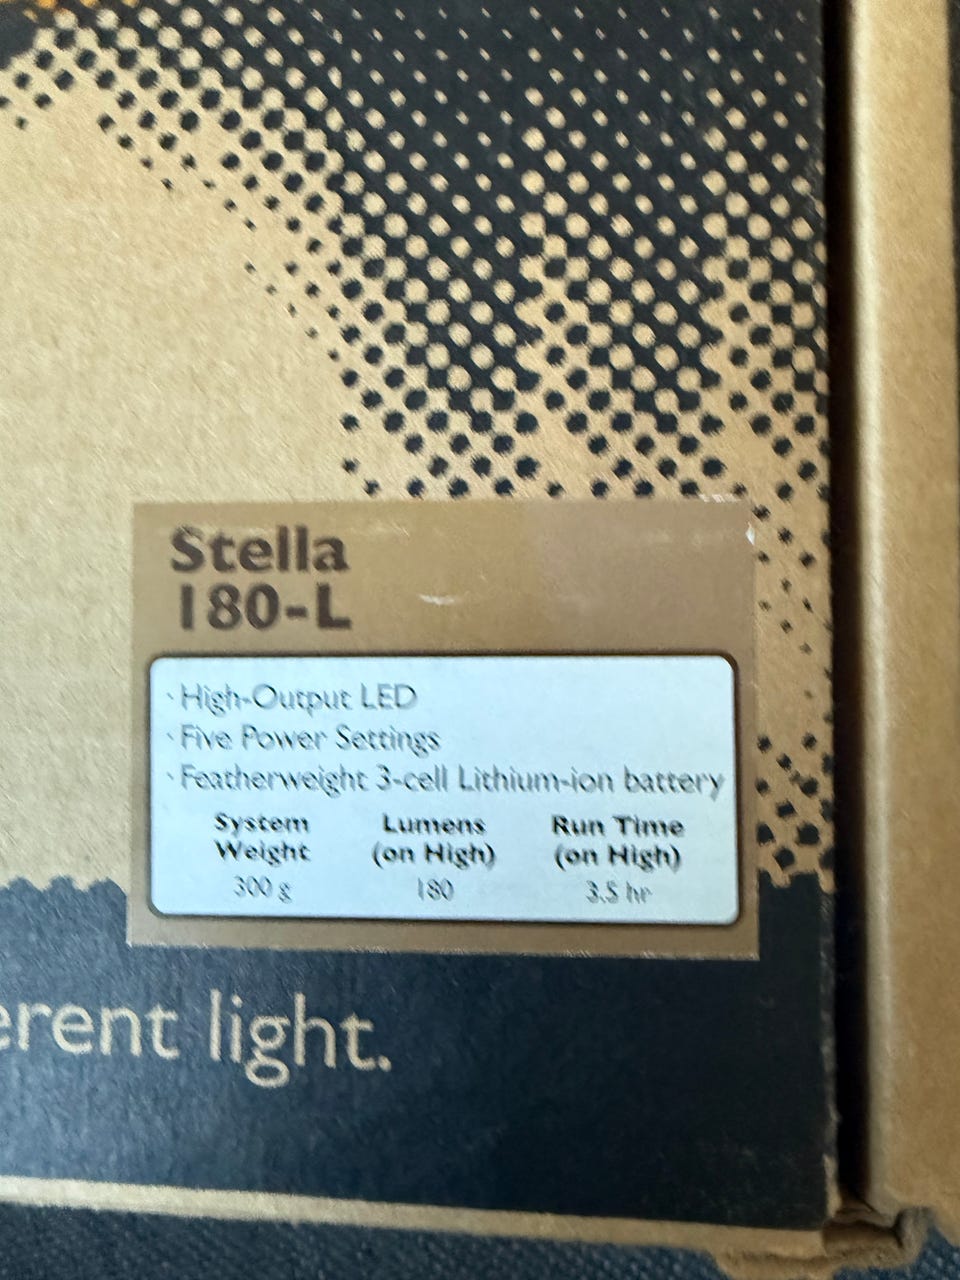 Stella
180-L
· High-Output LED
· Five Power Settings
· Featherweight 3-cell Lithium-ion battery
System Weight Lumens (on High) Run Time (on High)
300 g 180 3.5 hr
erent light.